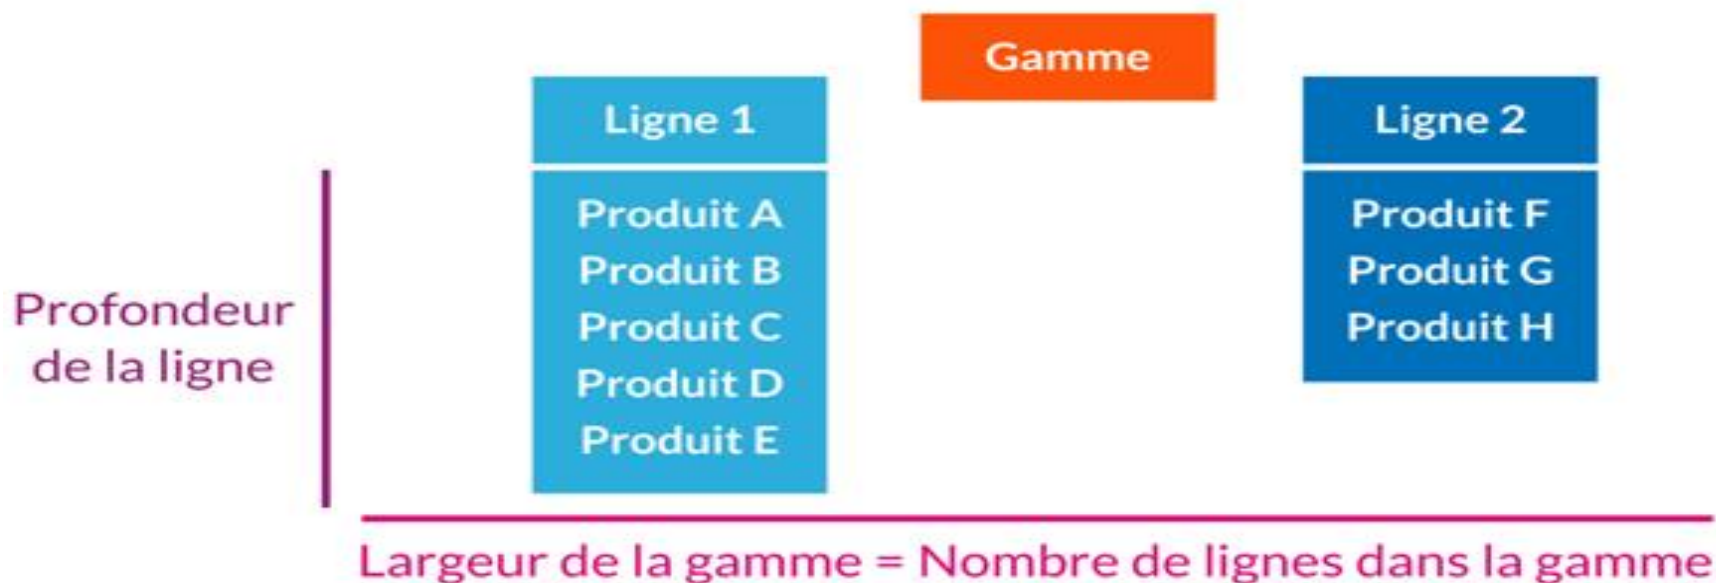 Gamme
Ligne 1
Ligne 2
Produit A
Produit B
Produit C
Produit D
Produit E
Produit F
Produit G
Produit H
Profondeur
de la ligne
Largeur de la gamme = Nombre de lignes dans la gamme